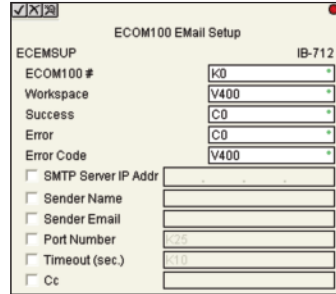 ECOM100 EMail Setup
ECEMSUP IB-712
ECOM100 # K0
Workspace V400
Success C0
Error C0
Error Code V400
SMTP Server IP Addr . . .
Sender Name
Sender Email
Port Number K25
Timeout (sec.) K10
Cc